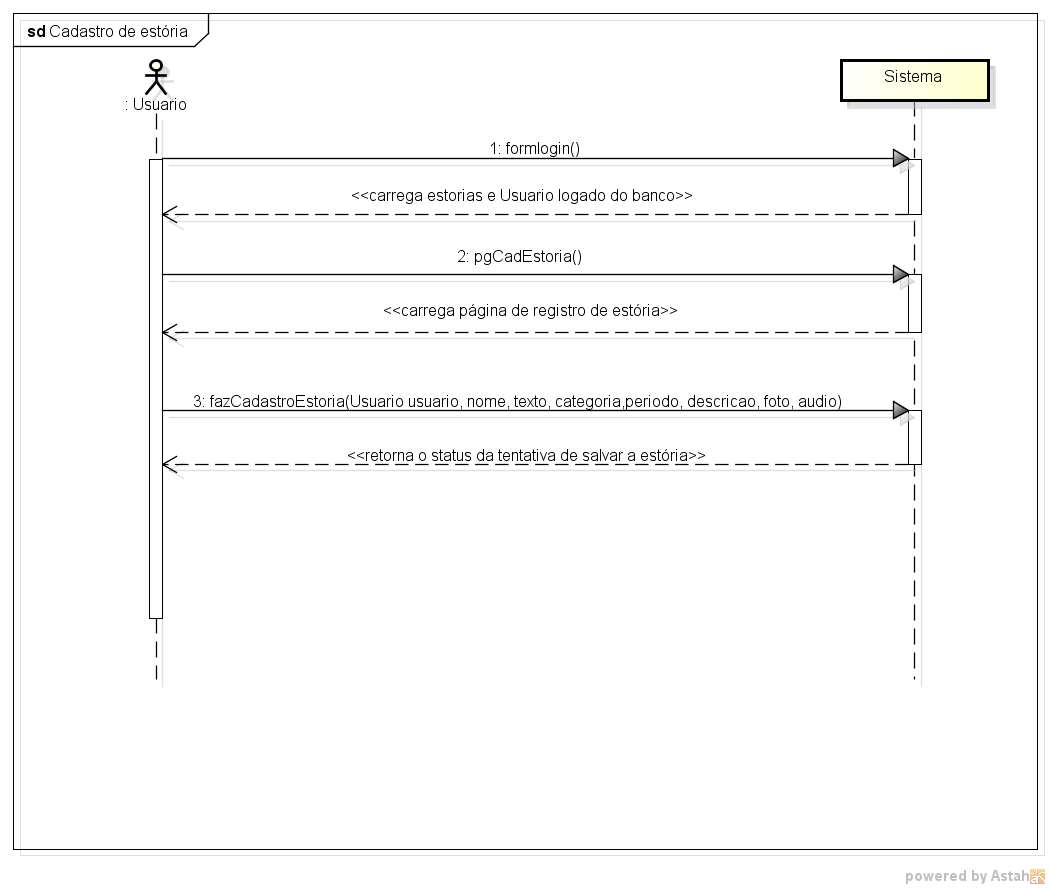 sd Cadastro de estória
: Usuario
Sistema
1: formlogin()
<<carrega estorias e Usuario logado do banco>>
2: pgCadEstoria()
<<carrega página de registro de estória>>
3: fazCadastroEstoria(Usuario usuario, nome, texto, categoria,periodo, descricao, foto, audio)
<<retorna o status da tentativa de salvar a estória>>
powered by Astah